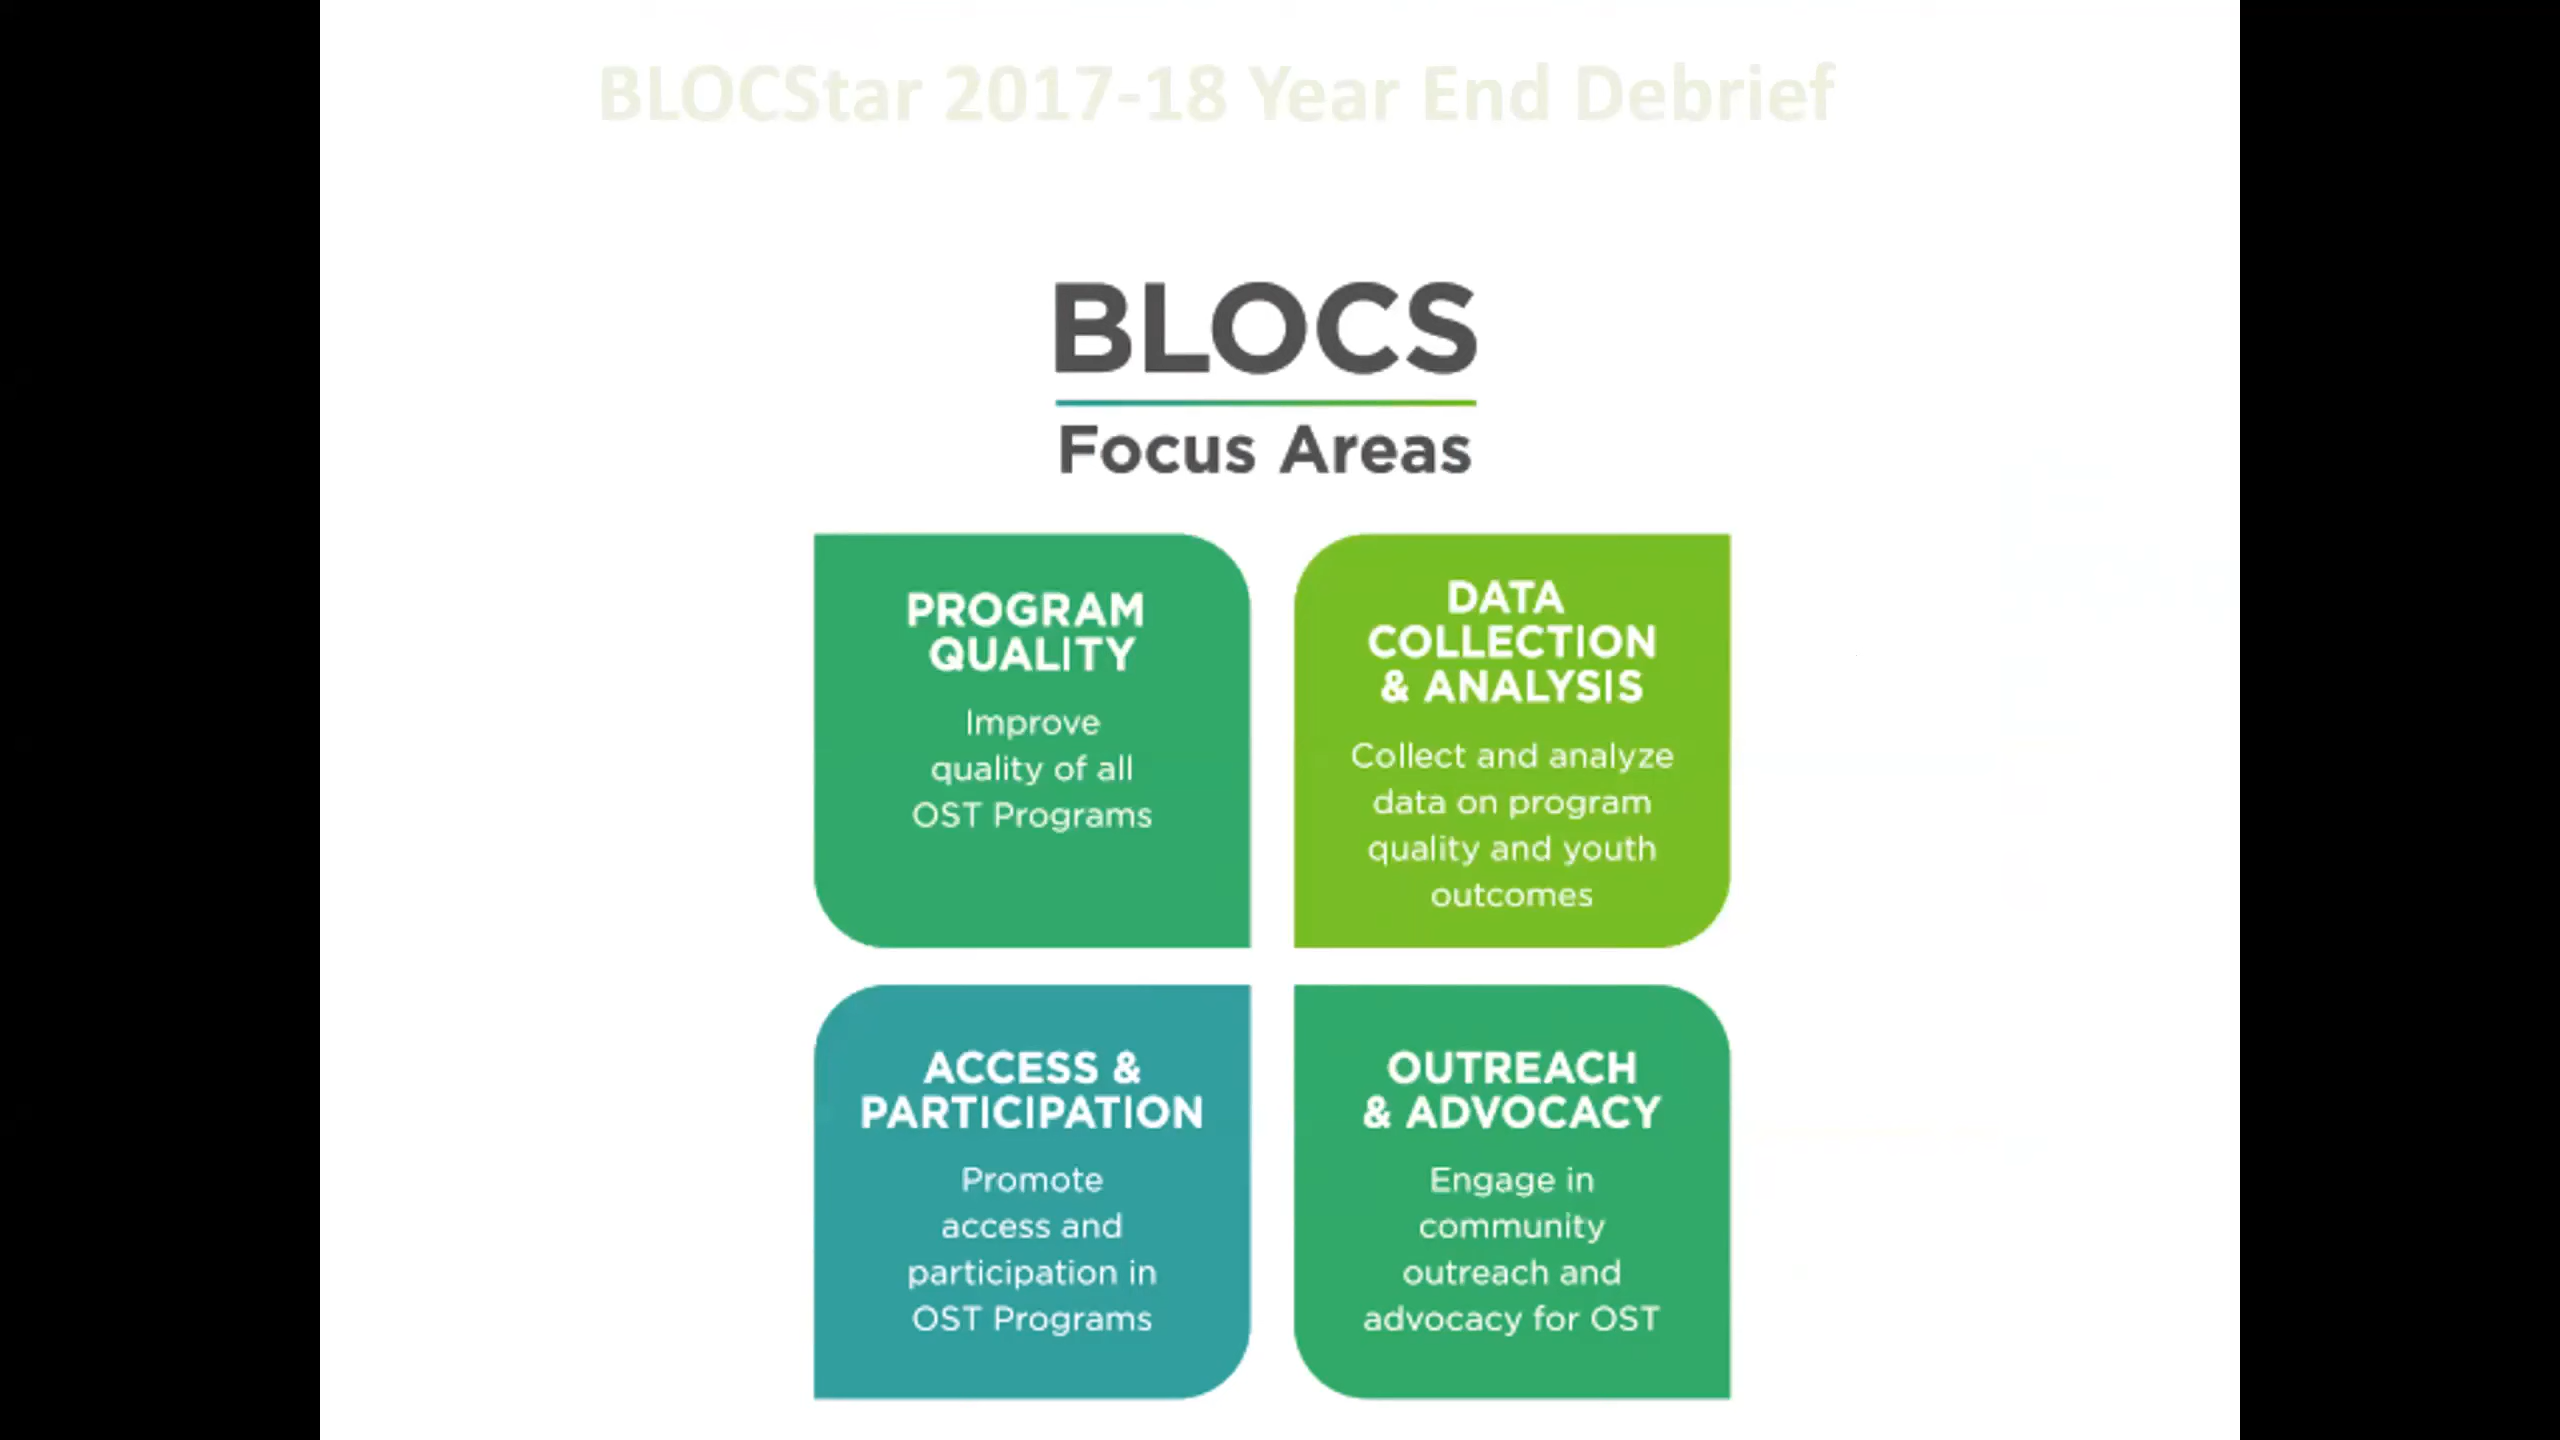 BLOCStar 2017-18 Year End Debrief
BLOCS
Focus Areas
PROGRAM
QUALITY
Improve
quality of all
OST Programs
DATA
COLLECTION
& ANALYSIS
Collect and analyze
data on program
quality and youth
outcomes
ACCESS &
PARTICIPATION
Promote
access and
participation in
OST Programs
OUTREACH
& ADVOCACY
Engage in
community
outreach and
advocacy for OST